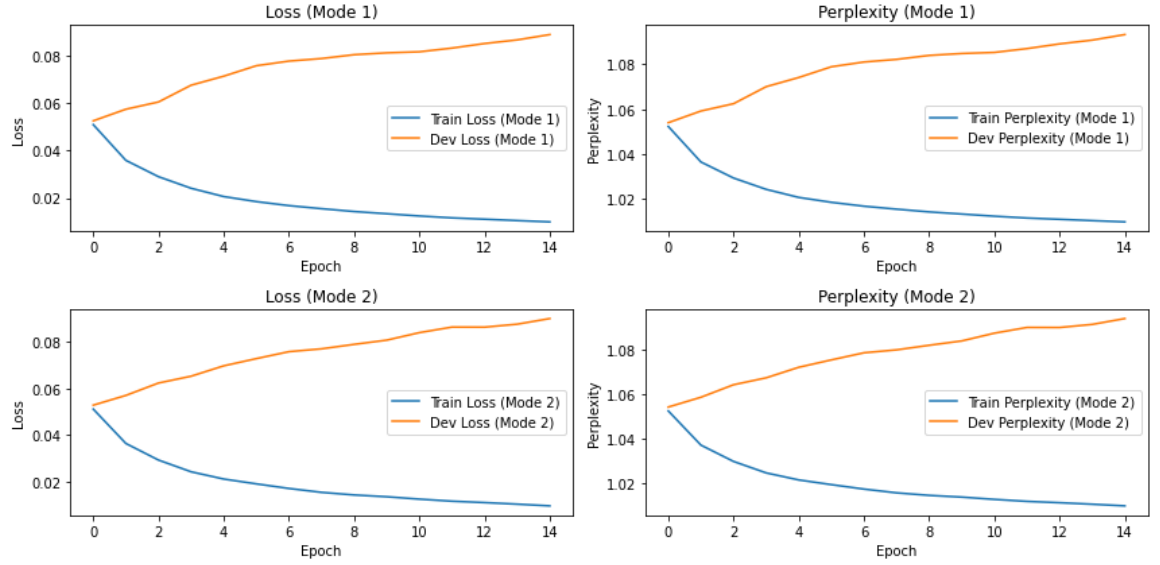 Loss (Mode 1)
Loss
0.08
0.06
0.04
0.02
Train Loss (Mode 1)
Dev Loss (Mode 1)
0 2 4 6 8 10 12 14
Epoch
Perplexity (Mode 1)
Perplexity
1.08
1.06
1.04
1.02
Train Perplexity (Mode 1)
Dev Perplexity (Mode 1)
0 2 4 6 8 10 12 14
Epoch
Loss (Mode 2)
Loss
0.08
0.06
0.04
0.02
Train Loss (Mode 2)
Dev Loss (Mode 2)
0 2 4 6 8 10 12 14
Epoch
Perplexity (Mode 2)
Perplexity
1.08
1.06
1.04
1.02
Train Perplexity (Mode 2)
Dev Perplexity (Mode 2)
0 2 4 6 8 10 12 14
Epoch